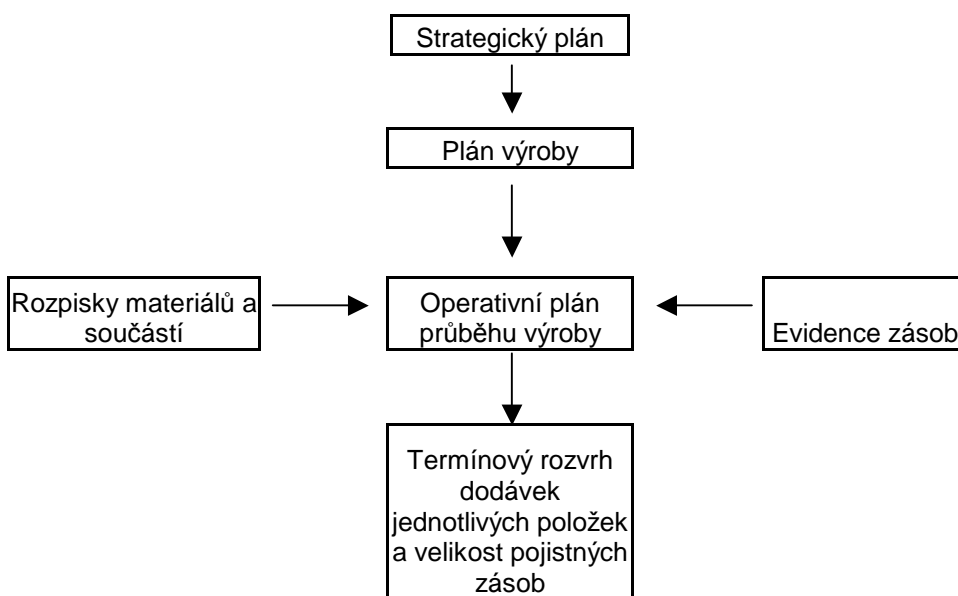 Strategický plán
Plán výroby
Rozpisky materiálů a
součástí
Operativní plán
průběhu výroby
Evidence zásob
Termínový rozvrh
dodávek
jednotlivých položek
a velikost pojistných
zásob